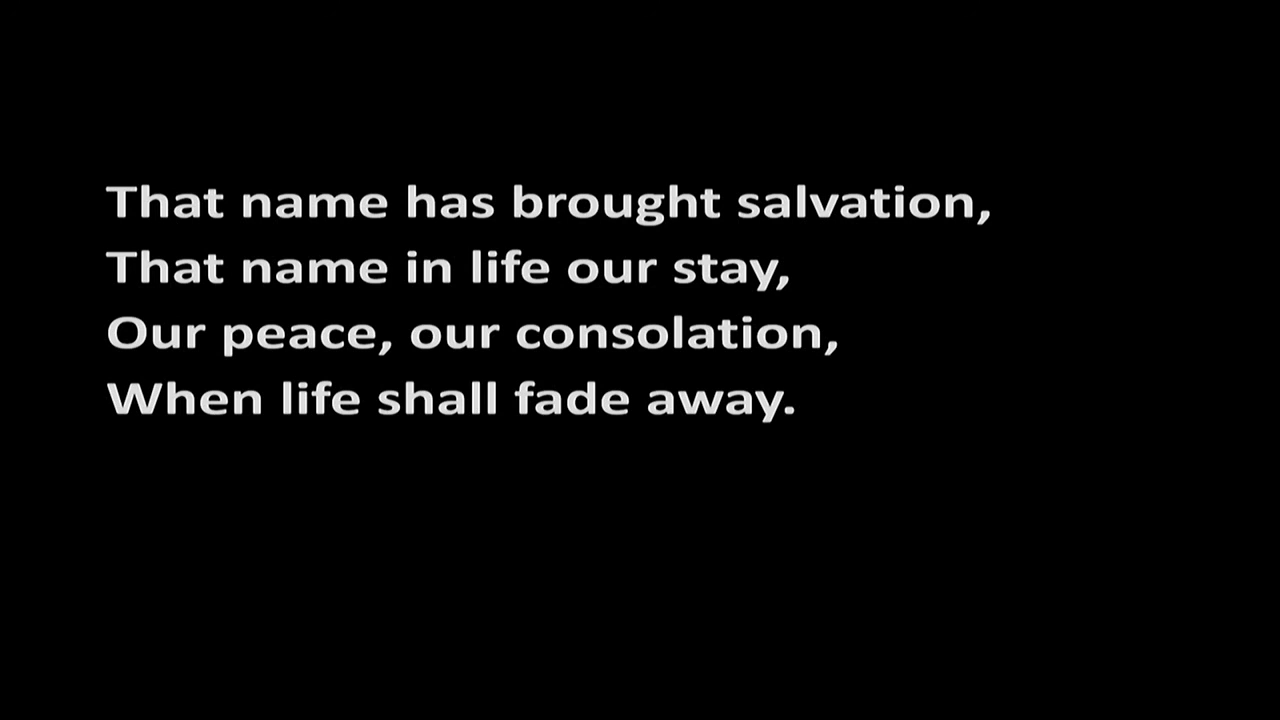 That name has brought salvation,
That name in life our stay,
Our peace, our consolation,
When life shall fade away.